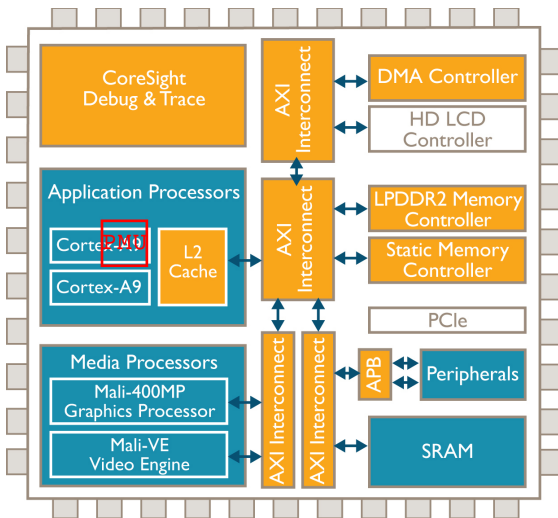 CoreSight
Debug & Trace
AXI
Interconnect
DMA Controller
HD LCD
Controller
Application Processors
Cortex-A9
PMU
Cortex-A9
L2
Cache
AXI
Interconnect
LPDDR2 Memory
Controller
Static Memory
Controller
PCIe
Media Processors
Mali-400MP
Graphics Processor
Mali-VE
Video Engine
AXI Interconnect
AXI Interconnect
APB
Peripherals
SRAM